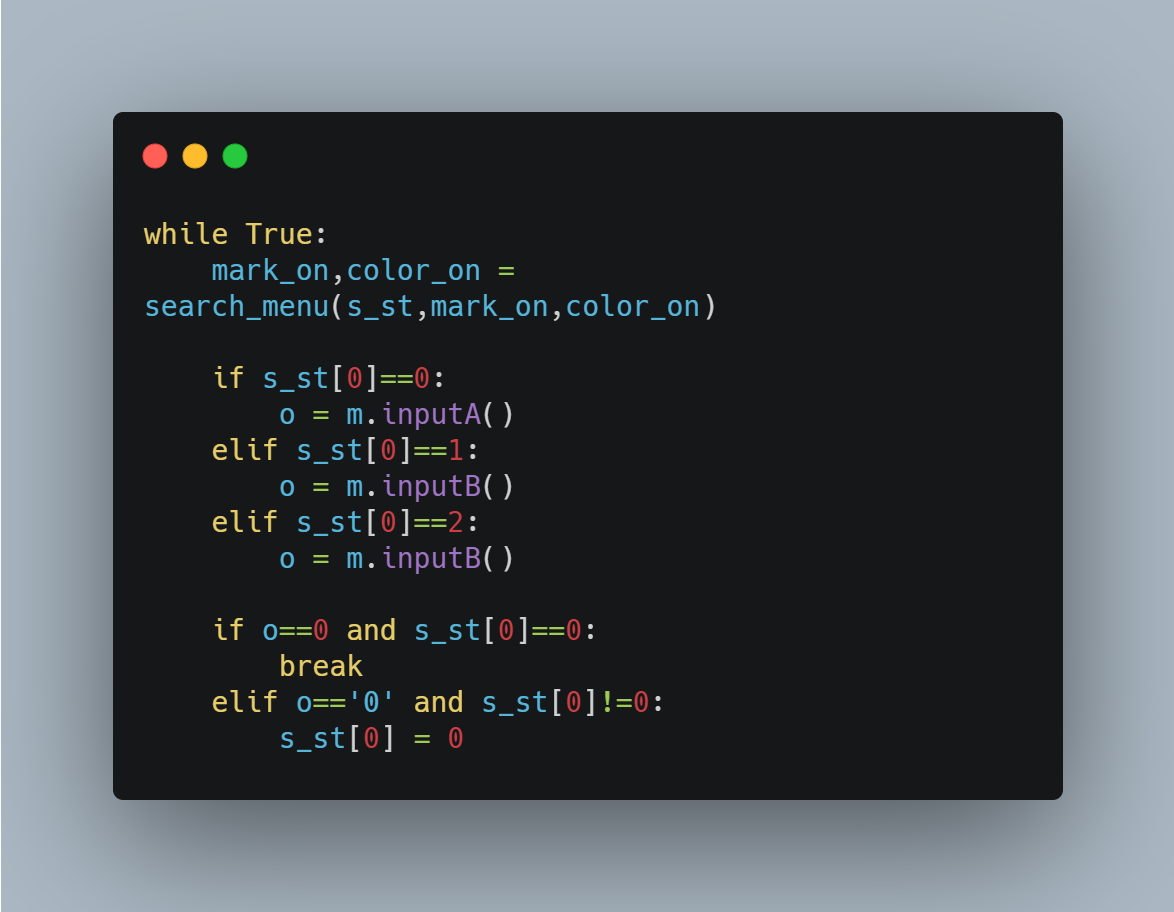 while True:
    mark_on,color_on =
search_menu(s_st,mark_on,color_on)

    if s_st[0]==0:
        o = m.inputA()
    elif s_st[0]==1:
        o = m.inputB()
    elif s_st[0]==2:
        o = m.inputB()

    if o==0 and s_st[0]==0:
        break
    elif o=='0' and s_st[0]!=0:
        s_st[0] = 0